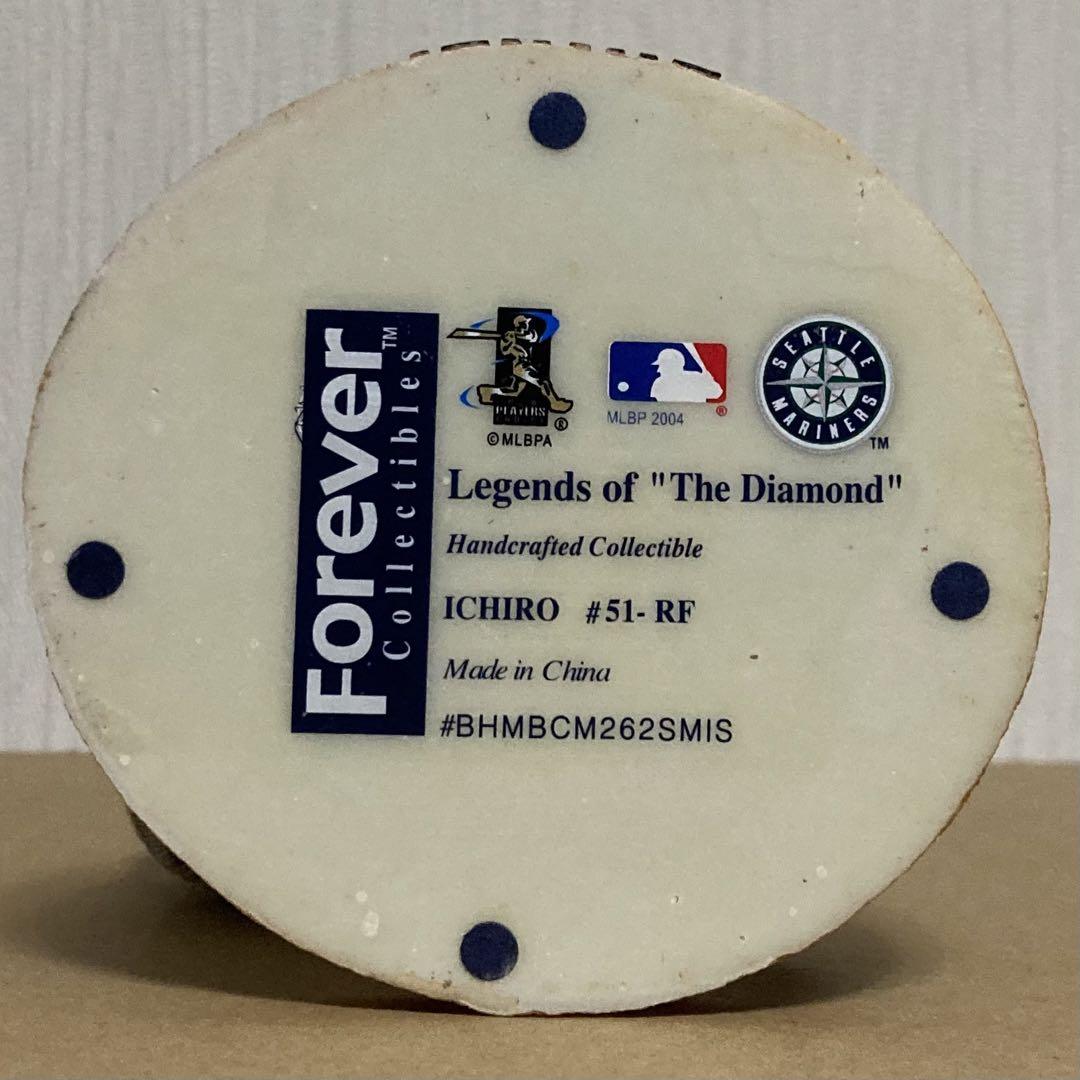 Forever™
Collectibles
PLAYERS
®
©MLBPA
®
MLBP 2004
SEATTLE
MARINERS
™
Legends of "The Diamond"
Handcrafted Collectible
ICHIRO #51- RF
Made in China
#BHMBCM262SMIS